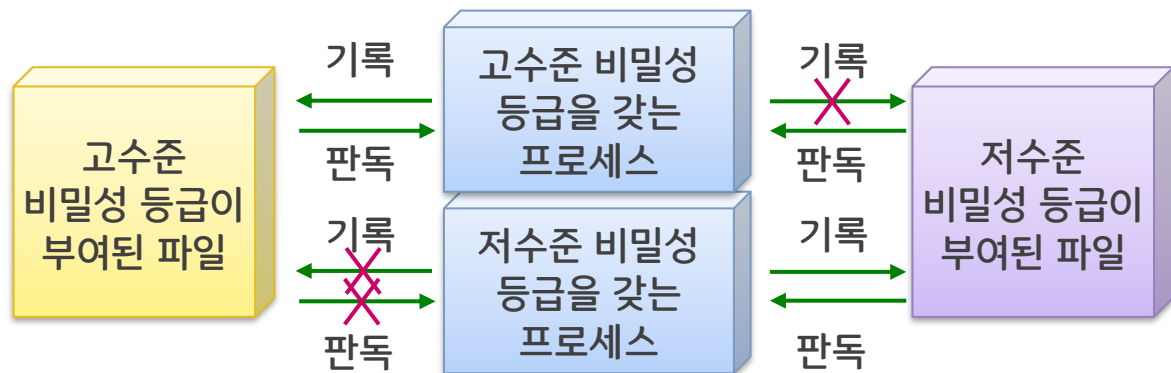 고수준
비밀성 등급이
부여된 파일
기록
판독
기록
판독
고수준 비밀성
등급을 갖는
프로세스
저수준 비밀성
등급을 갖는
프로세스
기록
판독
기록
판독
저수준
비밀성 등급이
부여된 파일